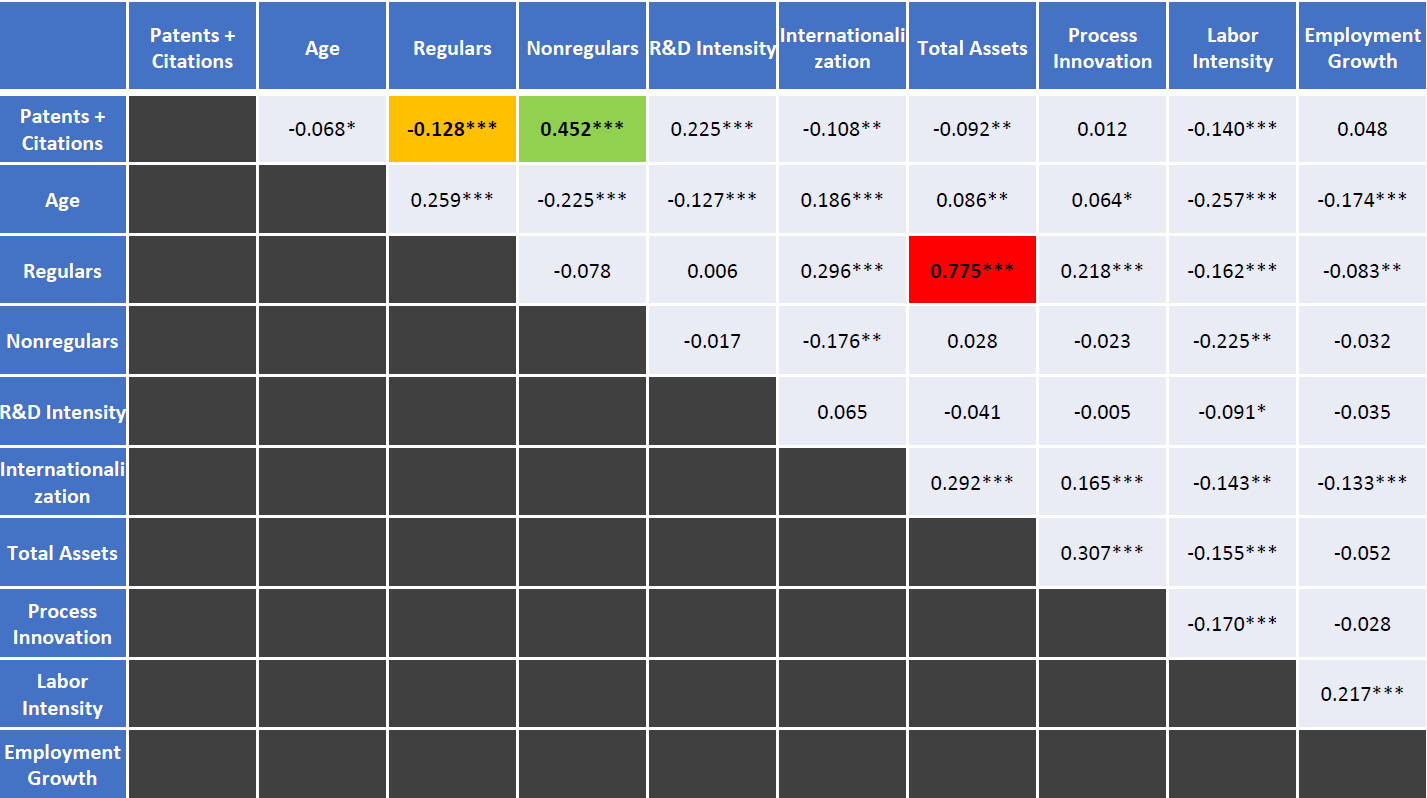 Patents + Citations Age Regulars Nonregulars R&D Intensity Internationali zation Total Assets Process Innovation Labor Intensity Employment Growth
Patents + Citations -0.068* -0.128*** 0.452*** 0.225*** -0.108** -0.092** 0.012 -0.140*** 0.048
Age 0.259*** -0.225*** -0.127*** 0.186*** 0.086** 0.064* -0.257*** -0.174***
Regulars -0.078 0.006 0.296*** 0.775*** 0.218*** -0.162*** -0.083**
Nonregulars -0.017 -0.176** 0.028 -0.023 -0.225** -0.032
R&D Intensity 0.065 -0.041 -0.005 -0.091* -0.035
Internationali zation 0.292*** 0.165*** -0.143** -0.133***
Total Assets 0.307*** -0.155*** -0.052
Process Innovation -0.170*** -0.028
Labor Intensity 0.217***
Employment Growth